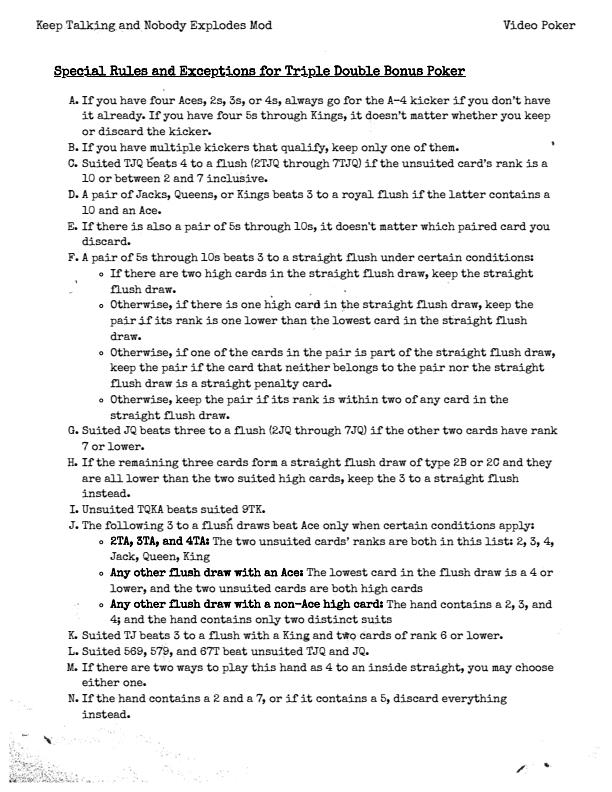 Keep Talking and Nobody Explodes Mod
Video Poker
Special Rules and Exceptions for Triple Double Bonus Poker
A. If you have four Aces, 2s, 3s, or 4s, always go for the A-4 kicker if you don't have
it already. If you have four 5s through Kings, it doesn't matter whether you keep
or discard the kicker.
B. If you have multiple kickers that qualify, keep only one of them.
C. Suited TJQ beats 4 to a flush (2TJQ through 7TJQ) if the unsuited card's rank is a
10 or between 2 and 7 inclusive.
D. A pair of Jacks, Queens, or Kings beats 3 to a royal flush if the latter contains a
10 and an Ace.
E. If there is also a pair of 5s through 10s, it doesn't matter which paired card you
discard.
F. A pair of 5s through 10s beats 3 to a straight flush under certain conditions:
o If there are two high cards in the straight flush draw, keep the straight
flush draw.
o Otherwise, if there is one high card in the straight flush draw, keep the
pair if its rank is one lower than the lowest card in the straight flush
draw.
o Otherwise, if one of the cards in the pair is part of the straight flush draw,
keep the pair if the card that neither belongs to the pair nor the straight
flush draw is a straight penalty card.
o Otherwise, keep the pair if its rank is within two of any card in the
straight flush draw.
G. Suited JQ beats three to a flush (2JQ through 7JQ) if the other two cards have rank
7 or lower.
H. If the remaining three cards form a straight flush draw of type 2B or 2C and they
are all lower than the two suited high cards, keep the 3 to a straight flush
instead.
I. Unsuited TQKA beats suited 9TK.
J. The following 3 to a flush draws beat Ace only when certain conditions apply:
o 2TA, 3TA, and 4TA: The two unsuited cards' ranks are both in this list: 2, 3, 4,
Jack, Queen, King
o Any other flush draw with an Ace: The lowest card in the flush draw is a 4 or
lower, and the two unsuited cards are both high cards
o Any other flush draw with a non-Ace high card: The hand contains a 2, 3, and
4; and the hand contains only two distinct suits
K. Suited TJ beats 3 to a flush with a King and two cards of rank 6 or lower.
L. Suited 569, 579, and 67T beat unsuited TJQ and JQ.
M. If there are two ways to play this hand as 4 to an inside straight, you may choose
either one.
N. If the hand contains a 2 and a 7, or if it contains a 5, discard everything
instead.